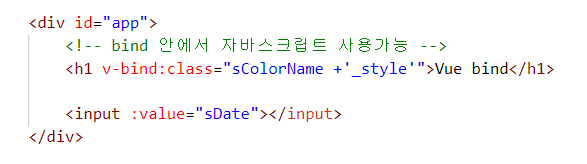 <div id="app">
<!-- bind 안에서 자바스크립트 사용가능 -->
<h1 v-bind:class="sColorName +'_style'">Vue bind</h1>
<input :value="sDate"></input>
</div>